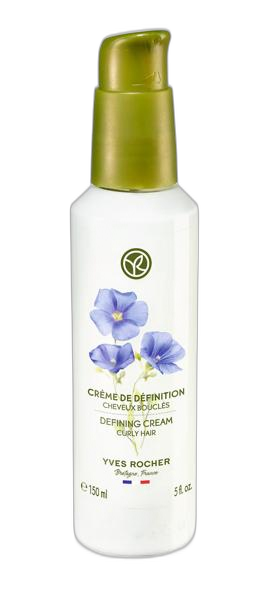 CRÈME DE DÉFINITION
CHEVEUX BOUCLÉS
DEFINING CREAM
CURLY HAIR
YVES ROCHER
Bretagne, France
℮150 ml 5 fl. oz.